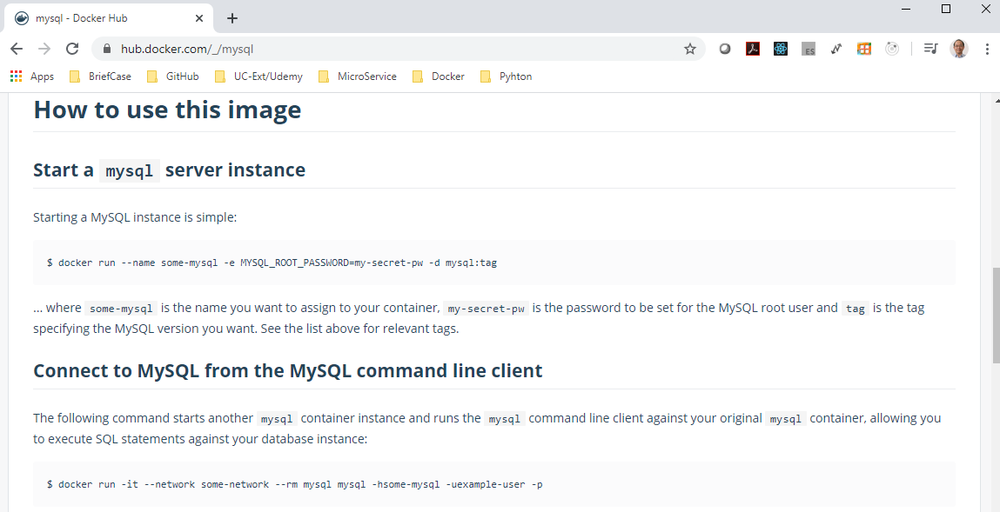 mysql - Docker Hub
hub.docker.com/_/mysql
ES
Apps BriefCase GitHub UC-Ext/Udemy MicroService Docker Pyhton
How to use this image
Start a mysql server instance
Starting a MySQL instance is simple:
$ docker run --name some-mysql -e MYSQL_ROOT_PASSWORD=my-secret-pw -d mysql:tag
... where some-mysql is the name you want to assign to your container, my-secret-pw is the password to be set for the MySQL root user and tag is the tag
specifying the MySQL version you want. See the list above for relevant tags.
Connect to MySQL from the MySQL command line client
The following command starts another mysql container instance and runs the mysql command line client against your original mysql container, allowing you
to execute SQL statements against your database instance:
$ docker run -it --network some-network --rm mysql mysql -hsome-mysql -uexample-user -p